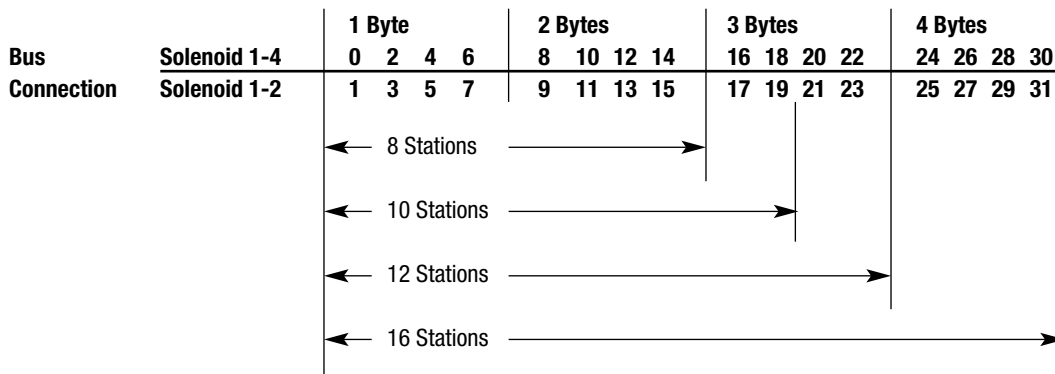 1 Byte 2 Bytes 3 Bytes 4 Bytes
Bus Solenoid 1-4 0 2 4 6 8 10 12 14 16 18 20 22 24 26 28 30
Connection Solenoid 1-2 1 3 5 7 9 11 13 15 17 19 21 23 25 27 29 31
8 Stations
10 Stations
12 Stations
16 Stations